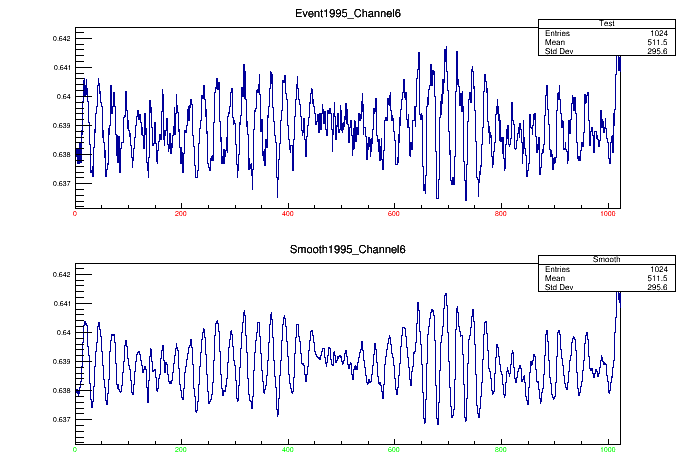 Event1995_Channel6
Test
Entries 1024
Mean 511.5
Std Dev 295.6
0.642
0.641
0.64
0.639
0.638
0.637
0 200 400 600 800 1000
Smooth1995_Channel6
Smooth
Entries 1024
Mean 511.5
Std Dev 295.6
0.642
0.641
0.64
0.639
0.638
0.637
0 200 400 600 800 1000